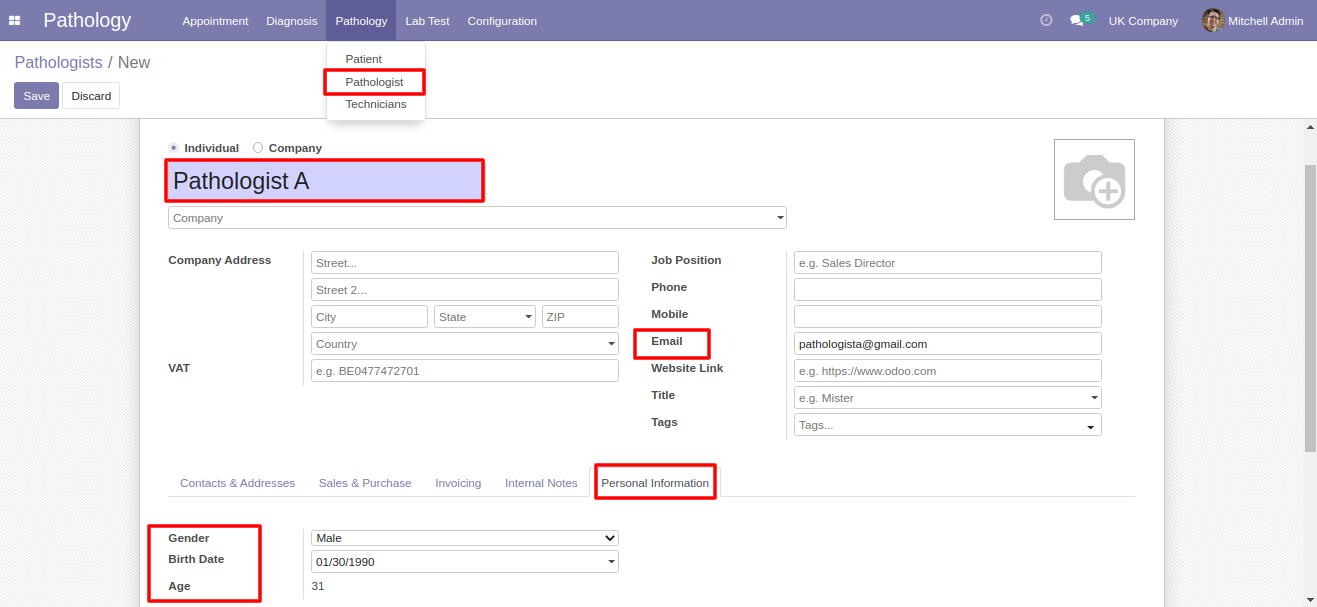 Pathology Appointment Diagnosis Pathology Lab Test Configuration 5 UK Company Mitchell Admin
Pathologists / New
Patient
Pathologist
Technicians
Save Discard
Individual Company
Pathologist A
Company
Company Address
Street...
Street 2...
City State ZIP
Country
VAT e.g. BE0477472701
Job Position e.g. Sales Director
Phone
Mobile
Email pathologista@gmail.com
Website Link e.g. https://www.odoo.com
Title e.g. Mister
Tags Tags...
Contacts & Addresses Sales & Purchase Invoicing Internal Notes Personal Information
Gender Male
Birth Date 01/30/1990
Age 31